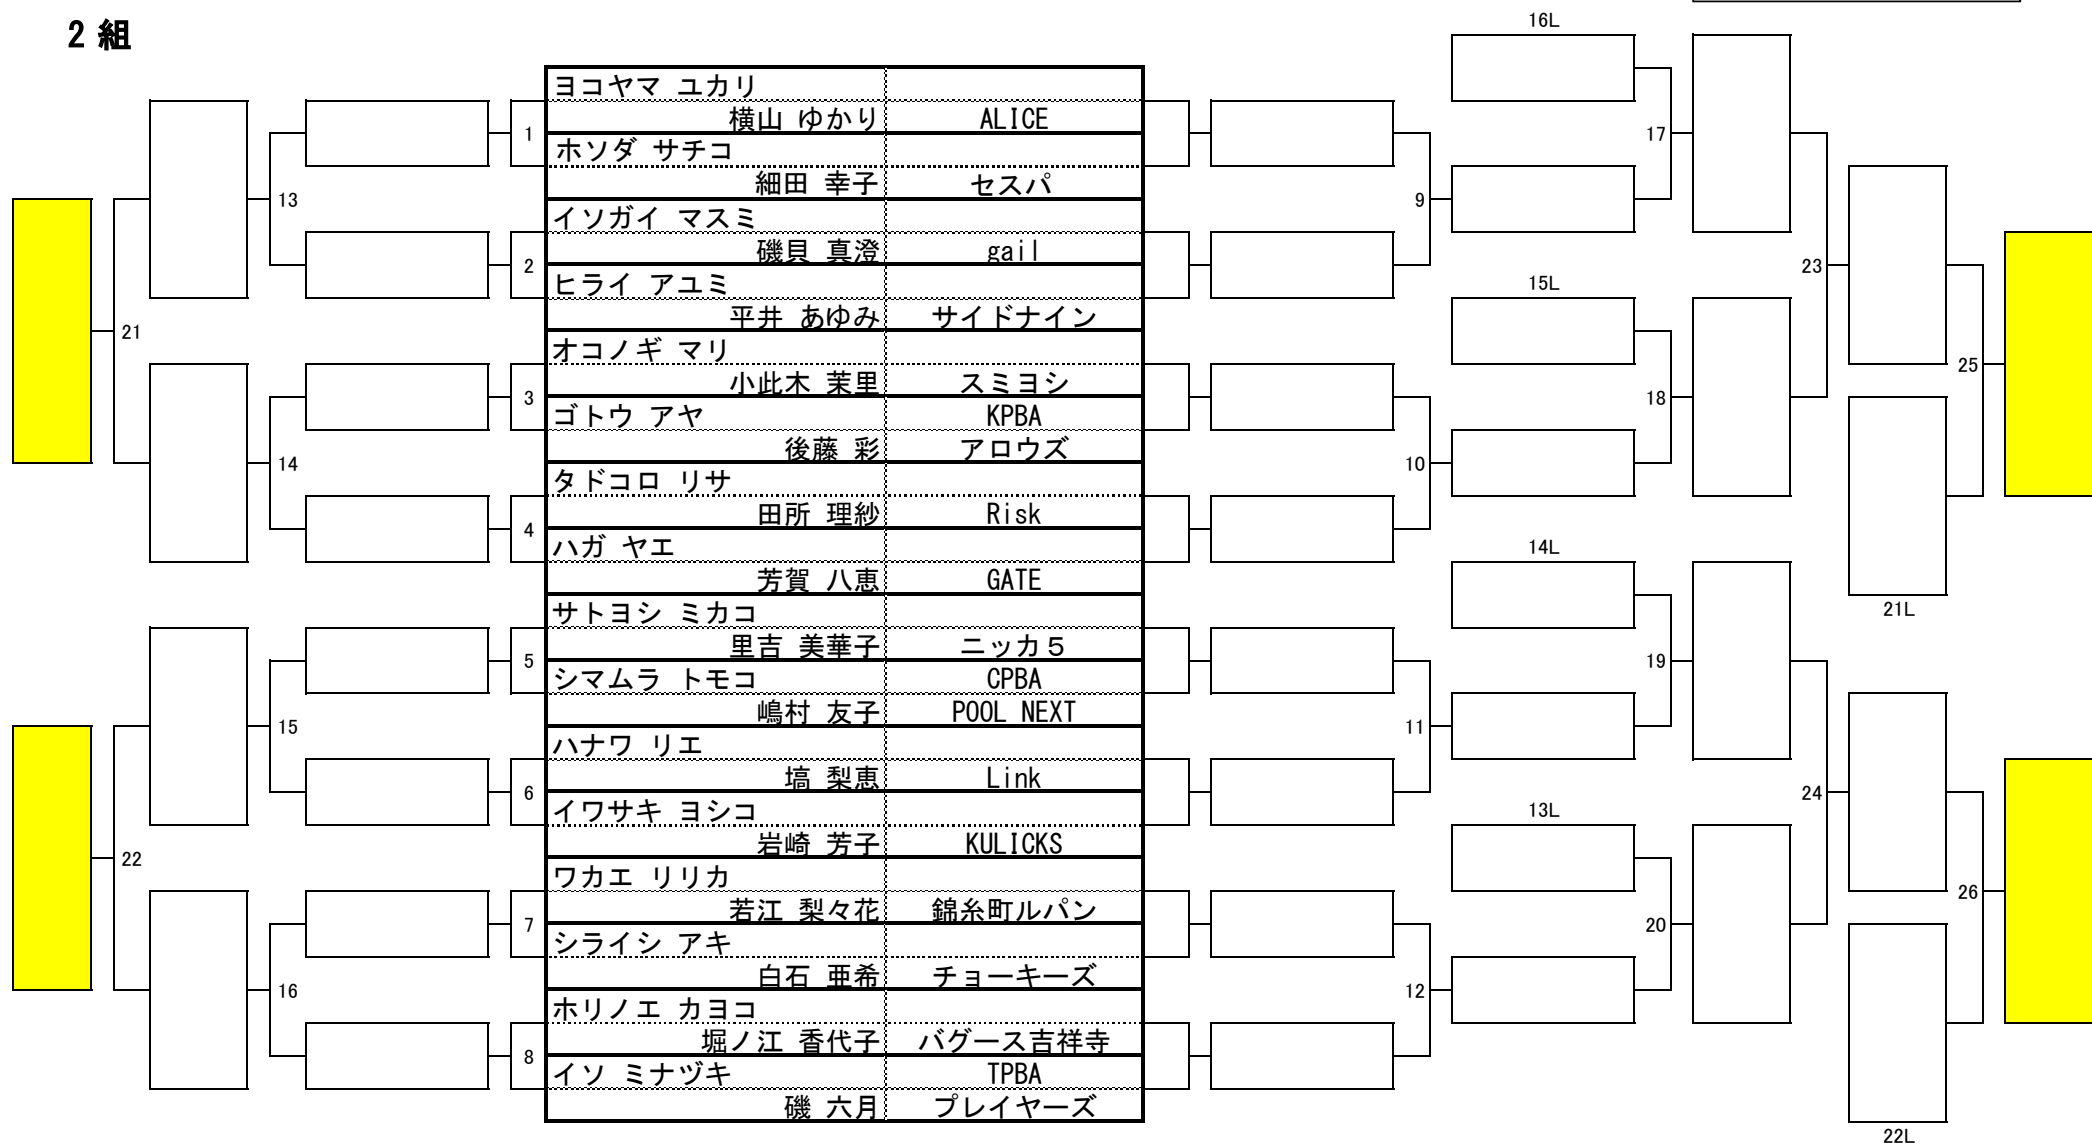 2 組
16L
ヨコヤマ ユカリ
横山 ゆかり ALICE
1
17
ホソダ サチコ
細田 幸子 セスパ
13
9
イソガイ マスミ
磯貝 真澄 gail
2
23
ヒライ アユミ
15L
平井 あゆみ サイドナイン
21
オコノギ マリ
25
小此木 茉里 スミヨシ
3
18
ゴトウ アヤ KPBA
後藤 彩 アロウズ
14
10
タドコロ リサ
田所 理紗 Risk
4
ハガ ヤエ
14L
芳賀 八恵 GATE
サトヨシ ミカコ
21L
里吉 美華子 ニッカ5
5
19
シマムラ トモコ CPBA
嶋村 友子 POOL NEXT
15
11
ハナワ リエ
塙 梨恵 Link
6
24
イワサキ ヨシコ
13L
岩崎 芳子 KULICKS
22
ワカエ リリカ
26
若江 梨々花 錦糸町ルパン
7
20
シライシ アキ
白石 亜希 チョーキーズ
16
12
ホリノエ カヨコ
堀ノ江 香代子 バグース吉祥寺
8
イソ ミナヅキ TPBA
磯 六月 プレイヤーズ
22L